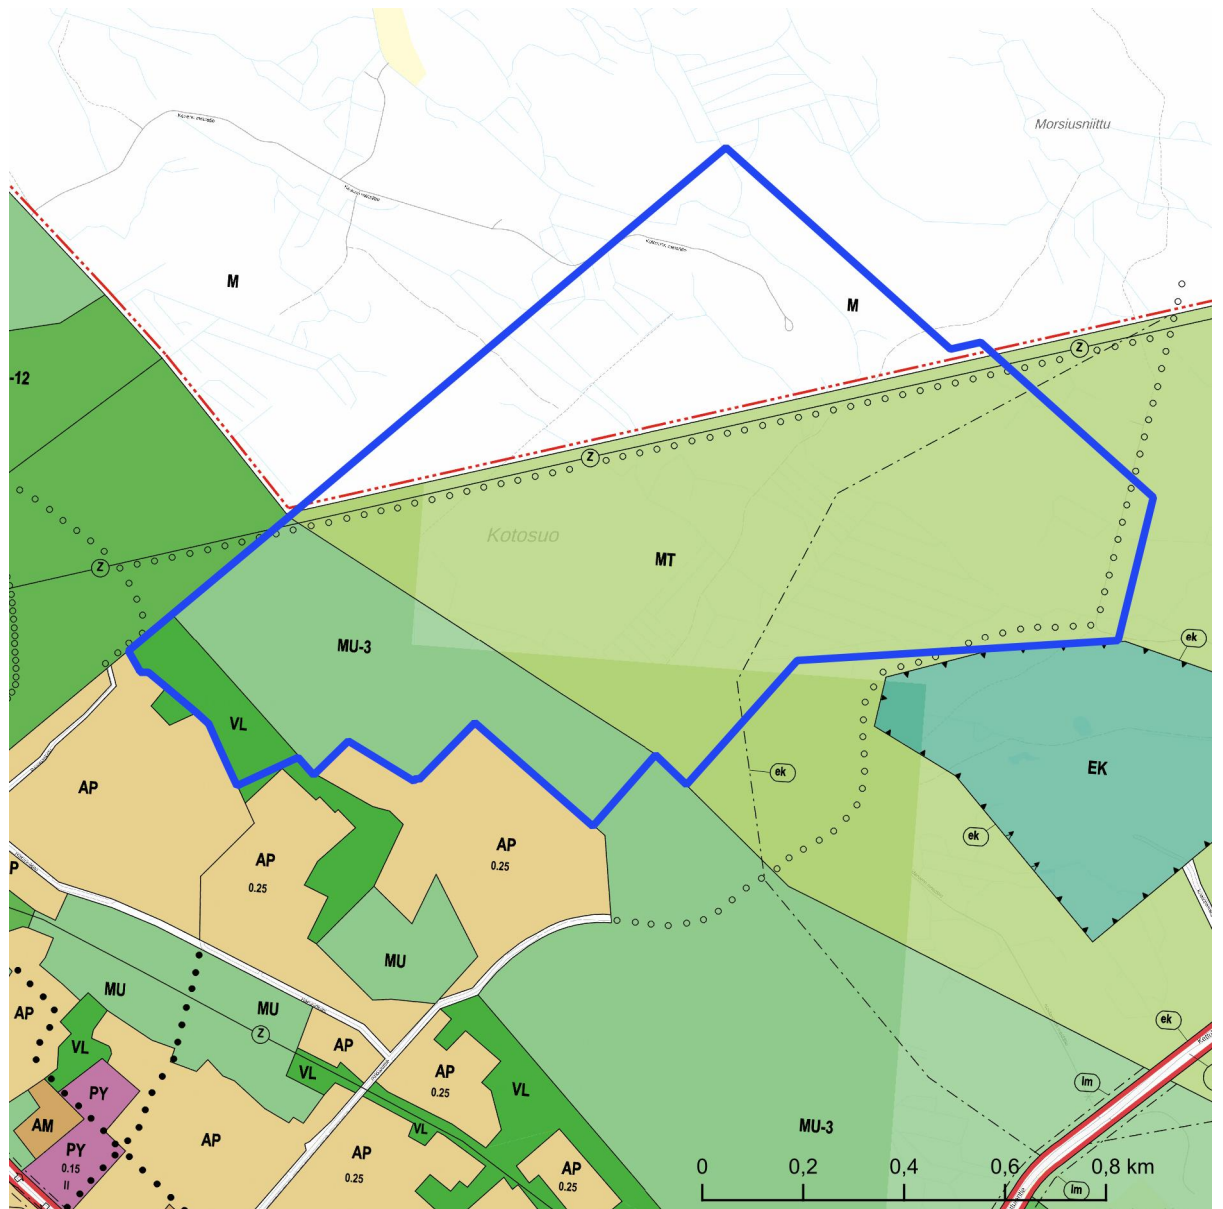 Morsiusniittu
M
M
Z
-12
Z
Kotosuo
MT
Z
MU-3
ek
VL
ek
EK
AP
ek
AP
0.25
AP
0.25
P
MU
MU
MU
AP
Z
VL
AP
VL
AP
0.25
VL
ek
lm
PY
AM
PY
0.15
II
AP
VL
MU-3
AP
0.25
AP
0.25
lm
0
0,2
0,4
0,6
0,8 km